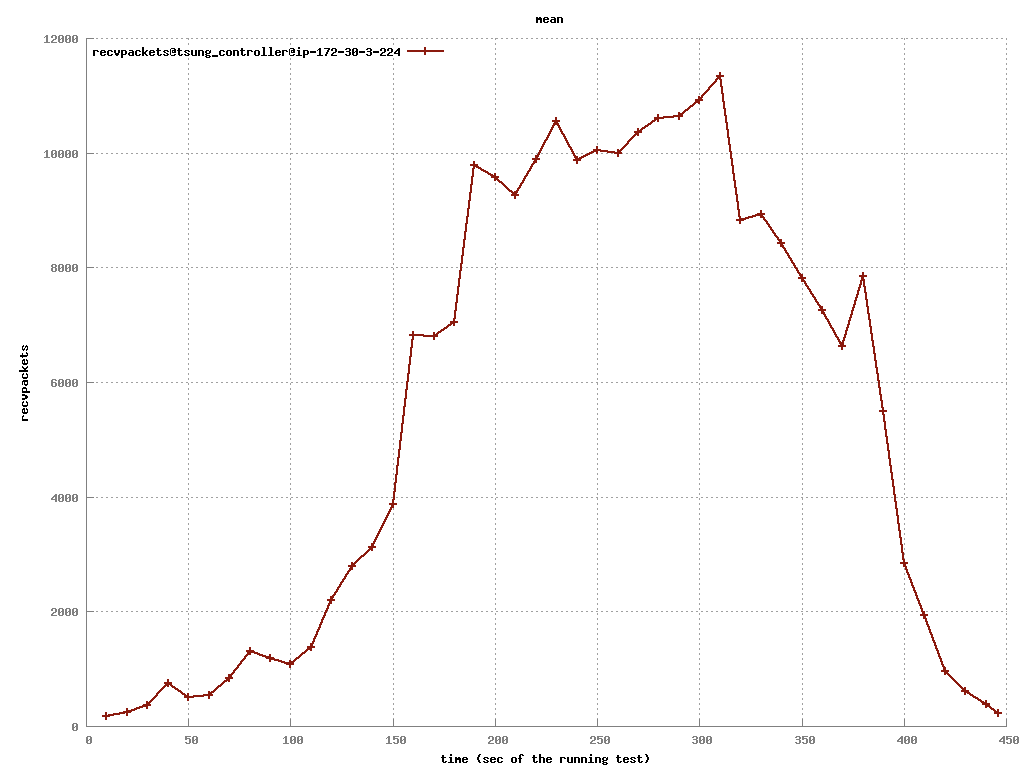 mean
12000
recvpackets@tsung_controller@ip-172-30-3-224
10000
8000
6000
4000
2000
0
recvpackets
0 50 100 150 200 250 300 350 400 450
time (sec of the running test)